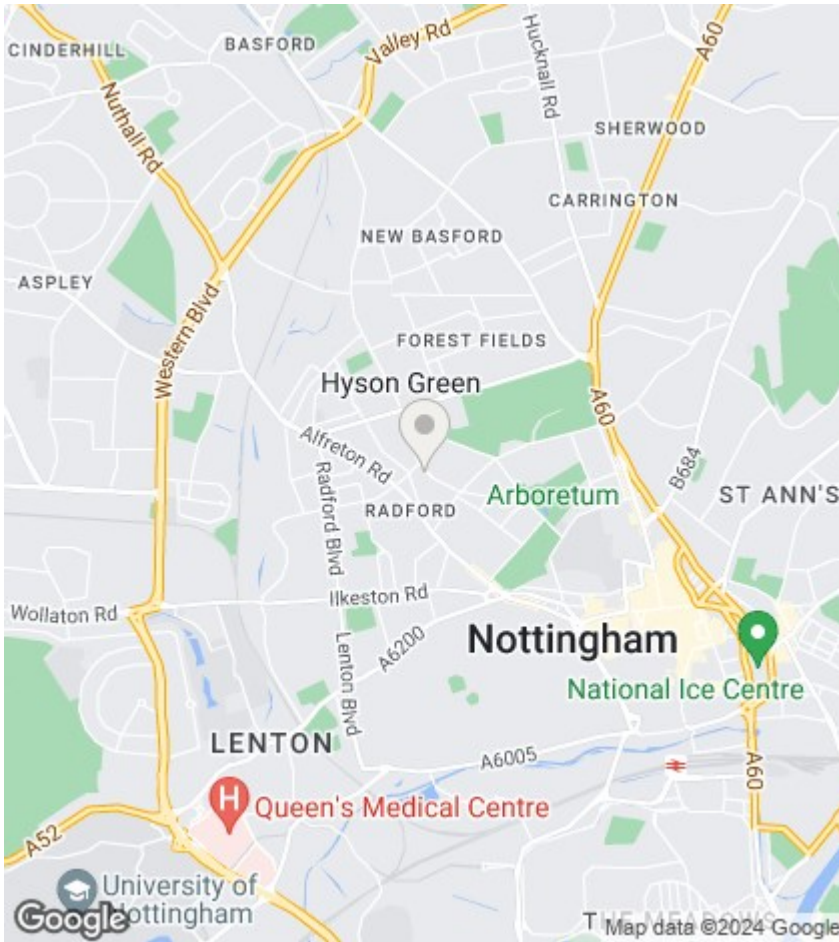 CINDERHILL
BASFORD
Valley Rd
Hucknall Rd
A60
Nuthall Rd
SHERWOOD
CARRINGTON
NEW BASFORD
ASPLEY
Western Blvd
FOREST FIELDS
Hyson Green
A60
Alfreton Rd
Radford Blvd
B684
Arboretum
ST ANN'S
RADFORD
Ilkeston Rd
Wollaton Rd
A6200
Nottingham
Lenton Blvd
National Ice Centre
LENTON
A6005
A60
Queen's Medical Centre
A52
University of
Nottingham
Google
THE MEADOWS
Map data ©2024 Google